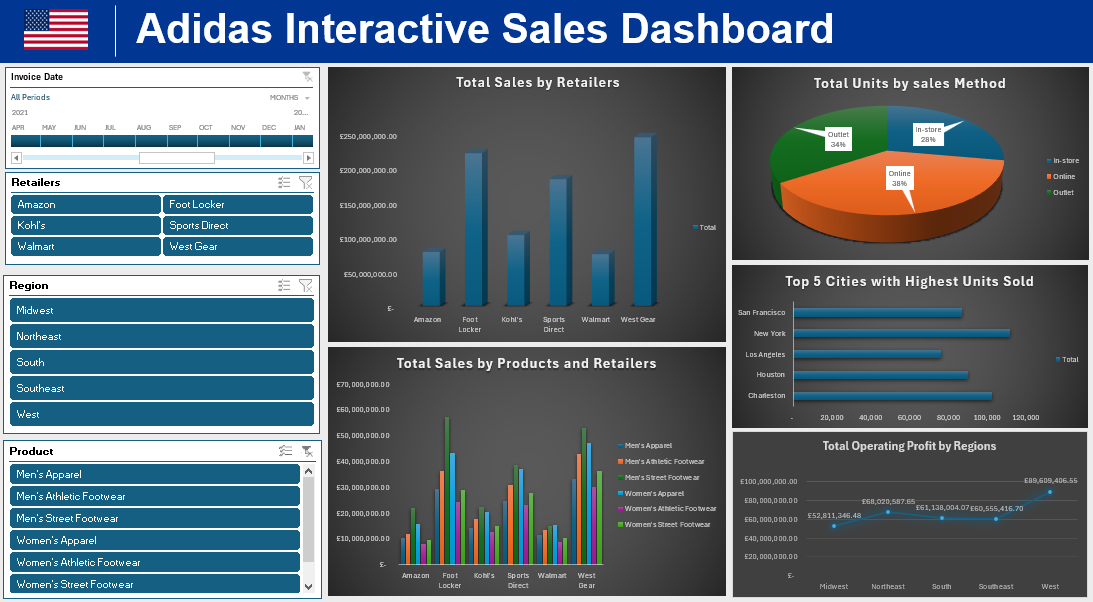 Adidas Interactive Sales Dashboard
Invoice Date
All Periods
MONTHS
2021
20...
APR MAY JUN JUL AUG SEP OCT NOV DEC JAN
Retailers
Amazon
Foot Locker
Kohl's
Sports Direct
Walmart
West Gear
Region
Midwest
Northeast
South
Southeast
West
Product
Men's Apparel
Men's Athletic Footwear
Men's Street Footwear
Women's Apparel
Women's Athletic Footwear
Women's Street Footwear
Total Sales by Retailers
£250,000,000.00
£200,000,000.00
£150,000,000.00
£100,000,000.00
£50,000,000.00
£-
Amazon Foot Kohl's Sports Walmart West Gear
Locker Direct
Total
Total Sales by Products and Retailers
£70,000,000.00
£60,000,000.00
£50,000,000.00
£40,000,000.00
£30,000,000.00
£20,000,000.00
£10,000,000.00
£-
Amazon Foot Kohl's Sports Walmart West
Locker Direct Gear
Men's Apparel
Men's Athletic Footwear
Men's Street Footwear
Women's Apparel
Women's Athletic Footwear
Women's Street Footwear
Total Units by sales Method
Outlet
34%
In-store
28%
Online
38%
In-store
Online
Outlet
Top 5 Cities with Highest Units Sold
San Francisco
New York
Los Angeles
Houston
Charleston
- 20,000 40,000 60,000 80,000 100,000 120,000
Total
Total Operating Profit by Regions
£100,000,000.00
£80,000,000.00
£60,000,000.00
£40,000,000.00
£20,000,000.00
£-
£52,811,346.48
£68,020,587.65
£61,138,004.07
£60,555,416.70
£89,609,406.55
Midwest Northeast South Southeast West